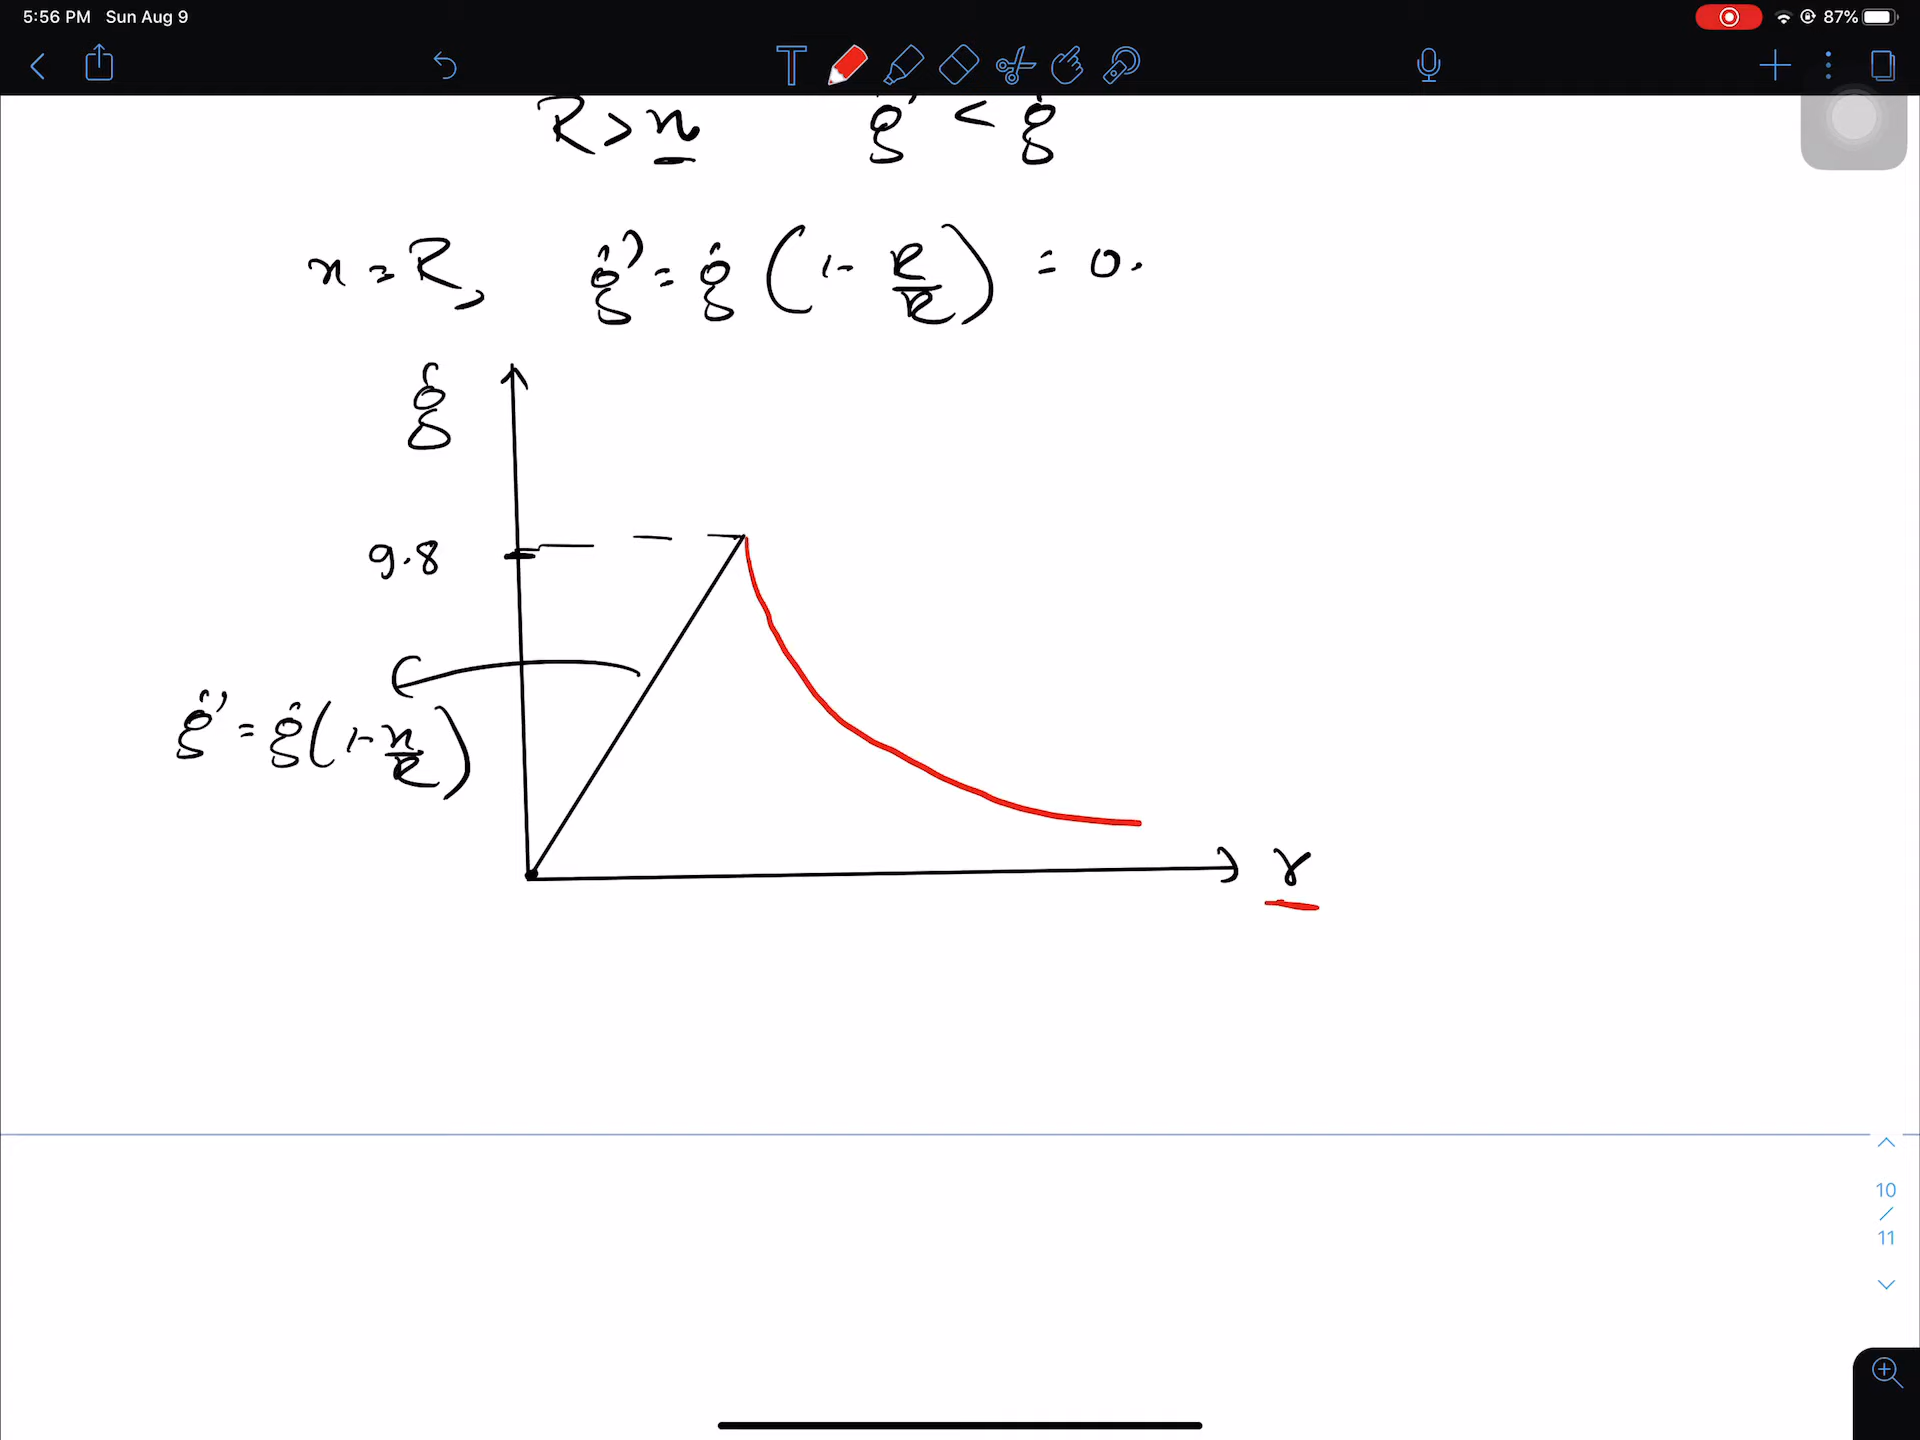 5:56 PM Sun Aug 9
87%
T
R > x g' < g
x = R, g' = g (1 - R/R) = 0.
g
9.8
g' = g (1 - x/R)
r
10
/
11